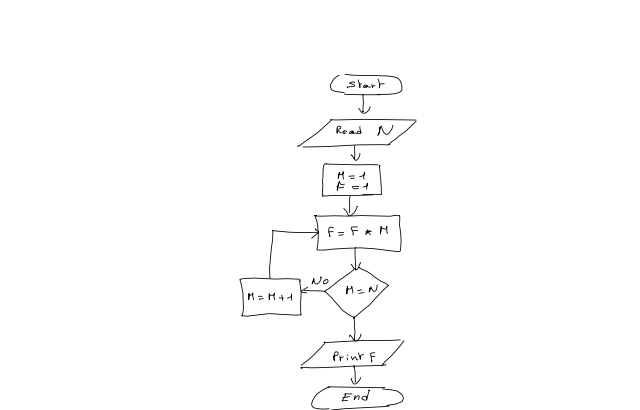 Start
Read N
M = 1
F = 1
F = F * M
No
M = M + 1
M = N
Print F
End